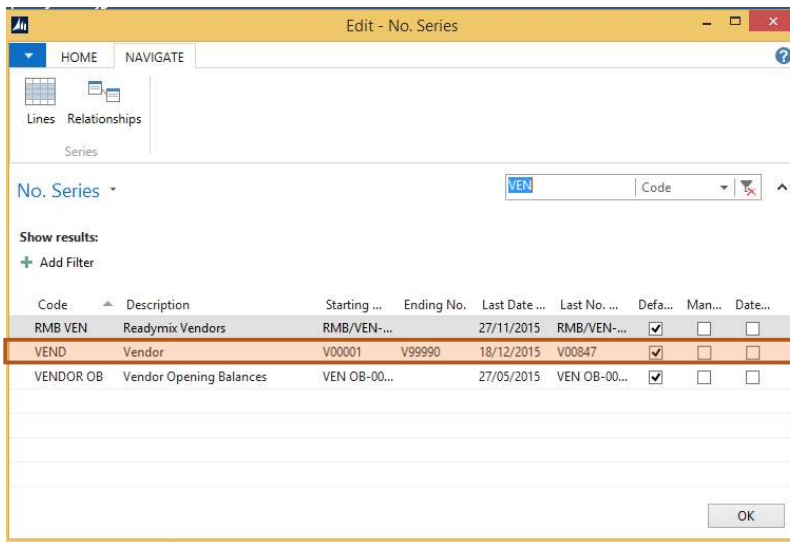 Edit - No. Series
HOME NAVIGATE
Lines Relationships
Series
No. Series
VEN Code
Show results:
Add Filter
Code Description Starting ... Ending No. Last Date ... Last No. ... Defa... Man... Date...
RMB VEN Readymix Vendors RMB/VEN-... 27/11/2015 RMB/VEN-...
VEND Vendor V00001 V99990 18/12/2015 V00847
VENDOR OB Vendor Opening Balances VEN OB-00... 27/05/2015 VEN OB-00...
OK